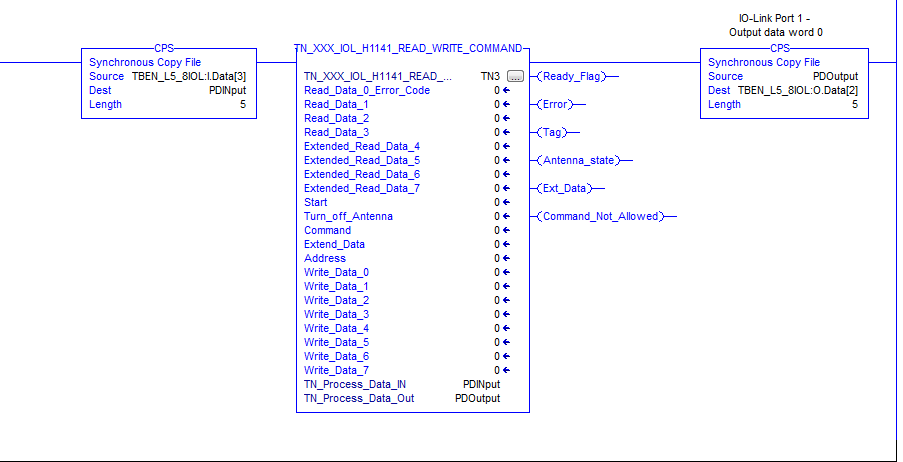 IO-Link Port 1 -
Output data word 0
CPS
Synchronous Copy File
Source TBEN_L5_8IOL:I.Data[3]
Dest PDINput
Length 5
TN_XXX_IOL_H1141_READ_WRITE_COMMAND
TN_XXX_IOL_H1141_READ_... TN3 ... (Ready_Flag)
Read_Data_0_Error_Code 0
Read_Data_1 0 (Error)
Read_Data_2 0
Read_Data_3 0 (Tag)
Extended_Read_Data_4 0
Extended_Read_Data_5 0 (Antenna_state)
Extended_Read_Data_6 0
Extended_Read_Data_7 0 (Ext_Data)
Start 0
Turn_off_Antenna 0 (Command_Not_Allowed)
Command 0
Extend_Data 0
Address 0
Write_Data_0 0
Write_Data_1 0
Write_Data_2 0
Write_Data_3 0
Write_Data_4 0
Write_Data_5 0
Write_Data_6 0
Write_Data_7 0
TN_Process_Data_IN PDINput
TN_Process_Data_Out PDOutput
CPS
Synchronous Copy File
Source PDOutput
Dest TBEN_L5_8IOL:O.Data[2]
Length 5